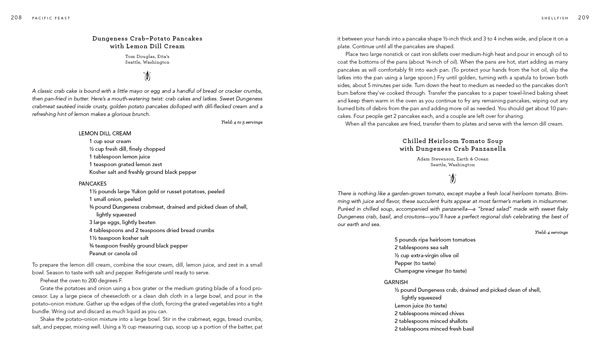 208 PACIFIC FEAST
Dungeness Crab–Potato Pancakes
with Lemon Dill Cream
Tom Douglas, Etta's
Seattle, Washington
A classic crab cake is bound with a little mayo or egg and a handful of bread or cracker crumbs,
then pan-fried in butter. Here's a mouth-watering twist: crab cakes and latkes. Sweet Dungeness
crabmeat sautéed inside crusty, golden potato pancakes dolloped with dill-flecked cream and a
refreshing hint of lemon makes a glorious brunch.
Yield: 4 to 5 servings
LEMON DILL CREAM
1 cup sour cream
½ cup fresh dill, finely chopped
1 tablespoon lemon juice
1 teaspoon grated lemon zest
Kosher salt and freshly ground black pepper
PANCAKES
1½ pounds large Yukon gold or russet potatoes, peeled
1 small onion, peeled
¾ pound Dungeness crabmeat, drained and picked clean of shell,
lightly squeezed
3 large eggs, lightly beaten
4 tablespoons and 2 teaspoons dried bread crumbs
1½ teaspoon kosher salt
¾ teaspoon freshly ground black pepper
Peanut or canola oil
To prepare the lemon dill cream, combine the sour cream, dill, lemon juice, and zest in a small
bowl. Season to taste with salt and pepper. Refrigerate until ready to serve.
Preheat the oven to 200 degrees F.
Grate the potatoes and onion using a box grater or the medium grating blade of a food pro-
cessor. Lay a large piece of cheesecloth or a clean dish cloth in a large bowl, and pour in the
potato-onion mixture. Gather up the edges of the cloth, forcing the grated vegetables into a tight
bundle. Wring out and discard as much liquid as you can.
Shake the potato-onion mixture into a large bowl. Stir in the crabmeat, eggs, bread crumbs,
salt, and pepper, mixing well. Using a ½ cup measuring cup, scoop up a portion of the batter, pat
SHELLFISH 209
it between your hands into a pancake shape ½-inch thick and 3 to 4 inches wide, and place it on a
plate. Continue until all the pancakes are shaped.
Place two large nonstick or cast iron skillets over medium-high heat and pour in enough oil to
coat the bottoms of the pans (about ⅛-inch of oil). When the pans are hot, start adding as many
pancakes as will comfortably fit into each pan. (To protect your hands from the hot oil, slip the
latkes into the pan using a large spoon.) Fry until golden, turning with a spatula to brown both
sides, about 5 minutes per side. Turn down the heat to medium as needed so the pancakes don't
burn before they've cooked through. Transfer the pancakes to a paper towel-lined baking sheet
and keep them warm in the oven as you continue to fry any remaining pancakes, wiping out any
burned bits of debris from the pan and adding more oil as needed. You should get about 10 pan-
cakes. Four people get 2 pancakes each, and a couple are left for sharing.
When all the pancakes are fried, transfer them to plates and serve with the lemon dill cream.
Chilled Heirloom Tomato Soup
with Dungeness Crab Panzanella
Adam Stevenson, Earth & Ocean
Seattle, Washington
There is nothing like a garden-grown tomato, except maybe a fresh local heirloom tomato. Brim-
ming with juice and flavor, these succulent fruits appear at most farmer's markets in midsummer.
Puréed in chilled soup, accompanied with panzanella—a "bread salad" made with sweet flaky
Dungeness crab, basil, and croutons—you'll have a perfect regional dish celebrating the best of
our earth and sea.
Yield: 4 servings
5 pounds ripe heirloom tomatoes
2 tablespoons sea salt
½ cup extra-virgin olive oil
Pepper (to taste)
Champagne vinegar (to taste)
GARNISH
½ pound Dungeness crab, drained and picked clean of shell,
lightly squeezed
Lemon juice (to taste)
2 tablespoons minced chives
2 tablespoons minced shallots
2 tablespoons minced fresh basil